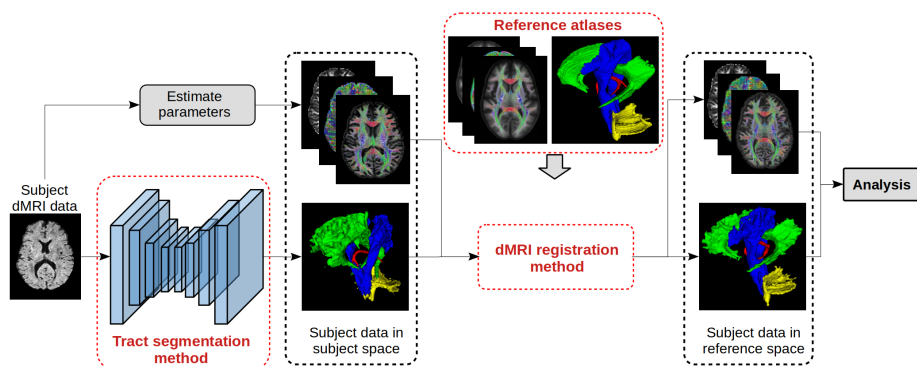 Reference atlases
Estimate
parameters
Subject
dMRI data
Analysis
dMRI registration
method
Tract segmentation
method
Subject data in
subject space
Subject data in
reference space